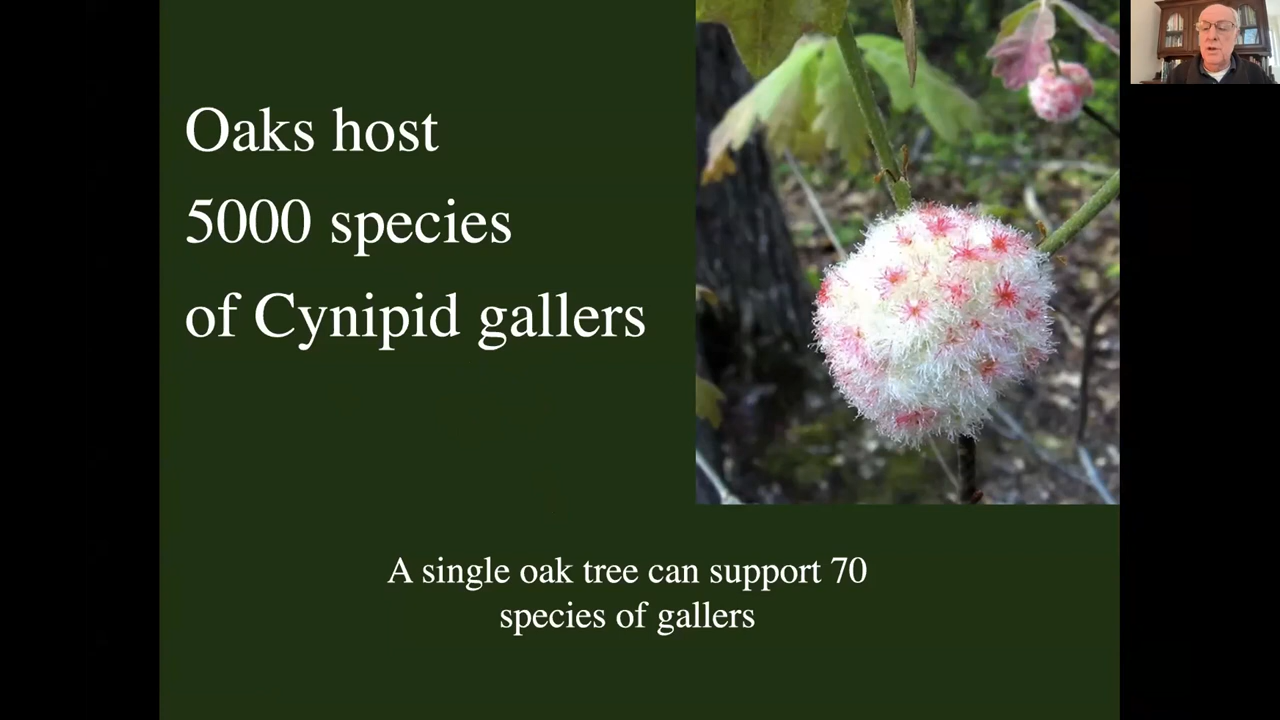 Oaks host
5000 species
of Cynipid gallers
A single oak tree can support 70
species of gallers